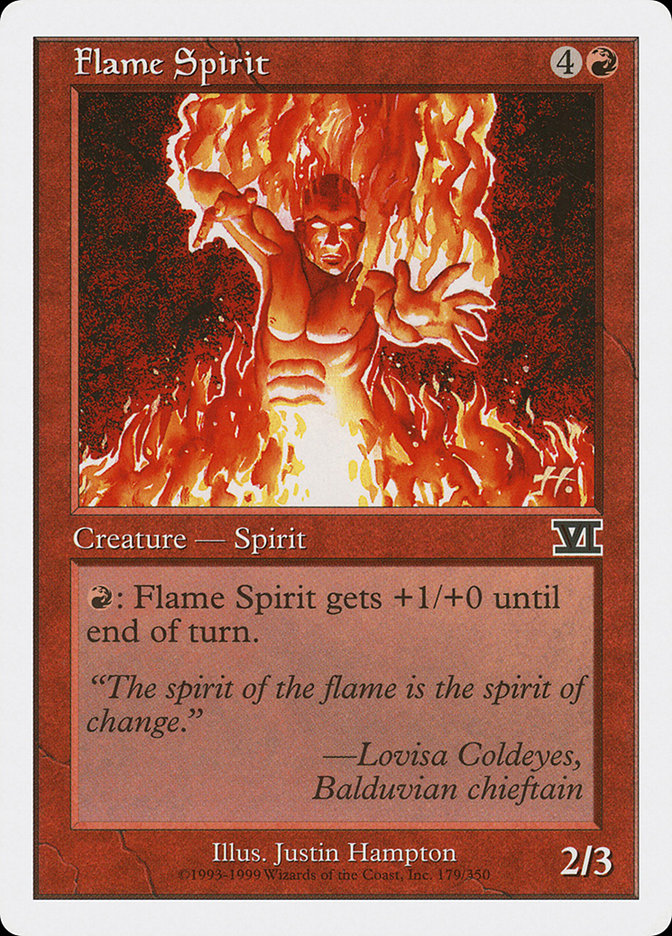 Flame Spirit 4
Creature — Spirit VI
: Flame Spirit gets +1/+0 until
end of turn.
“The spirit of the flame is the spirit of
change.”
—Lovisa Coldeyes,
Balduvian chieftain
Illus. Justin Hampton
©1993-1999 Wizards of the Coast, Inc. 179/350
2/3